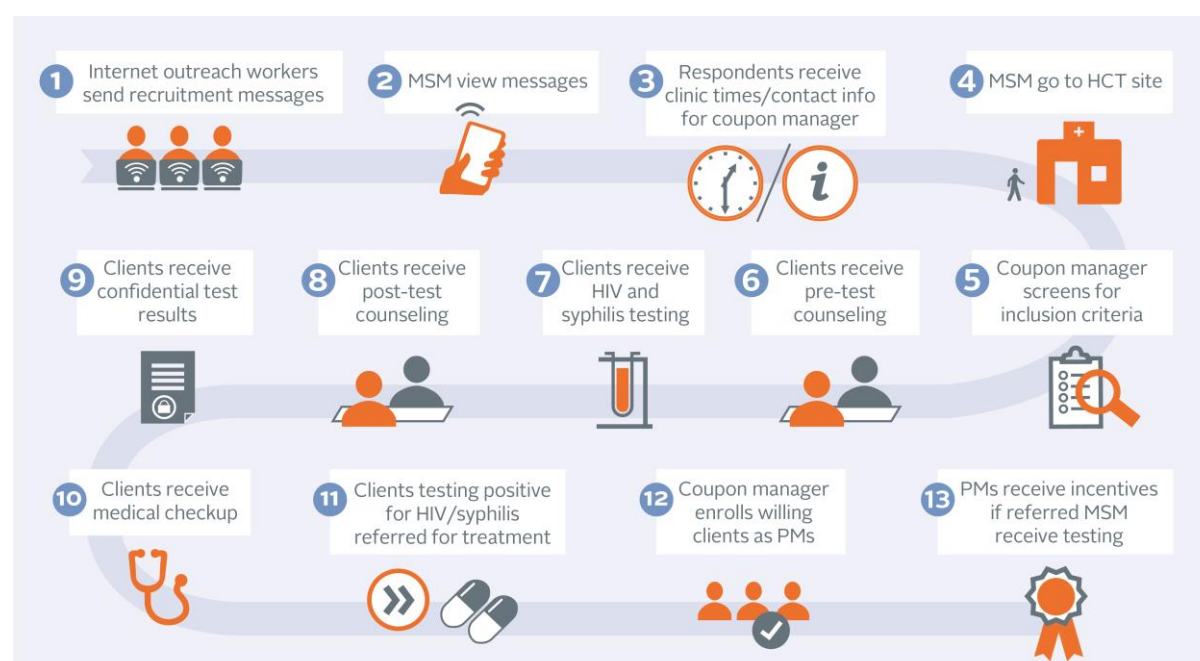 1 Internet outreach workers
send recruitment messages
2 MSM view messages
3 Respondents receive
clinic times/contact info
for coupon manager
4 MSM go to HCT site
5 Coupon manager
screens for
inclusion criteria
6 Clients receive
pre-test
counseling
7 Clients receive
HIV and
syphilis testing
8 Clients receive
post-test
counseling
9 Clients receive
confidential test
results
10 Clients receive
medical checkup
11 Clients testing positive
for HIV/syphilis
referred for treatment
12 Coupon manager
enrolls willing
clients as PMs
13 PMs receive incentives
if referred MSM
receive testing